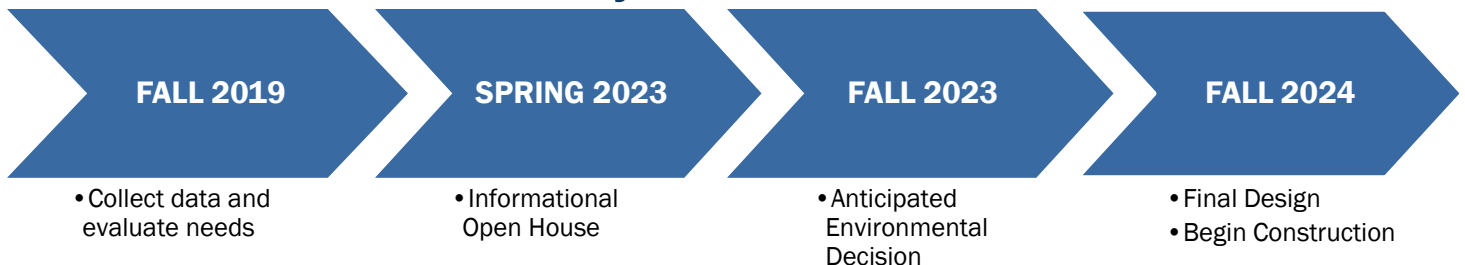 FALL 2019
SPRING 2023
FALL 2023
FALL 2024
•Collect data and
evaluate needs
•Informational
Open House
•Anticipated
Environmental
Decision
•Final Design
•Begin Construction